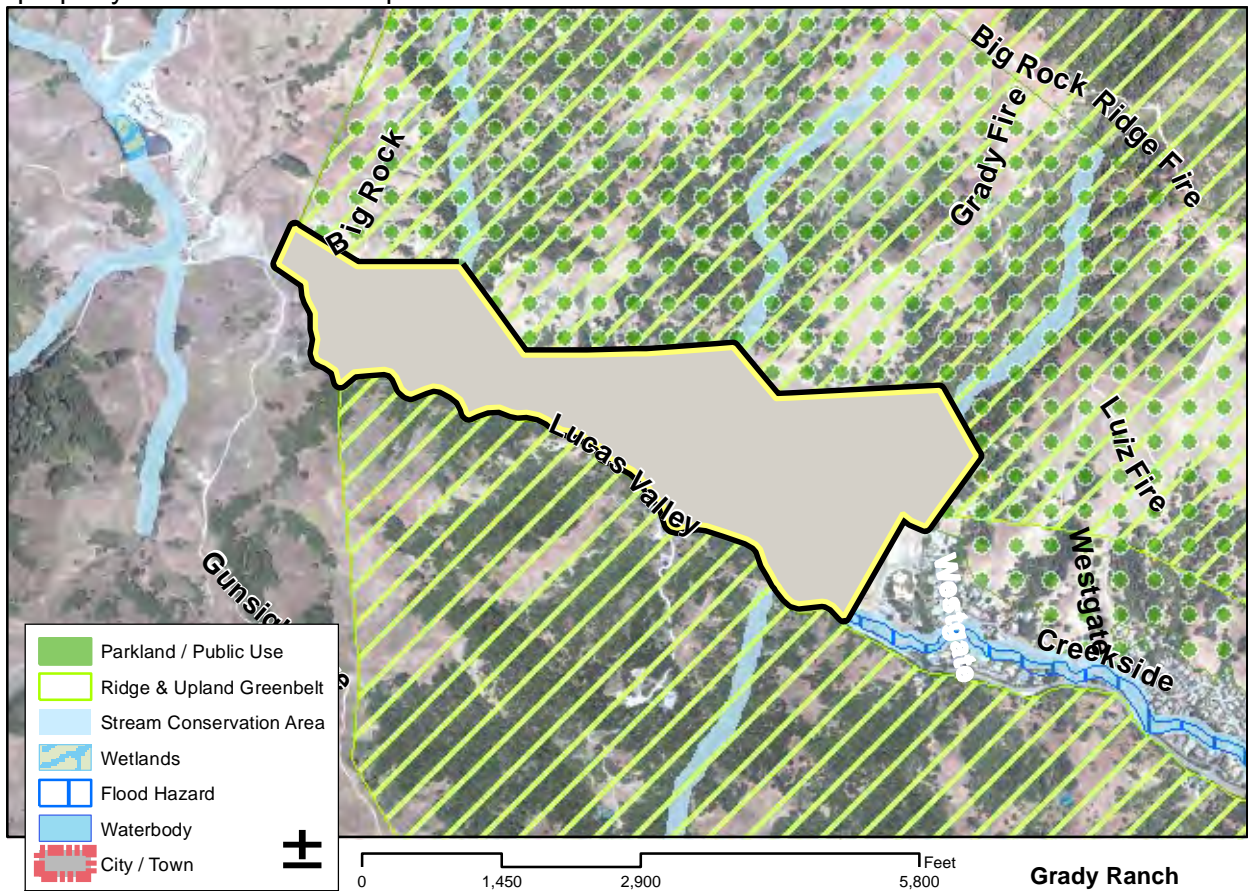 Big Rock Ridge Fire
Grady Fire
Big Rock
Luiz Fire
Lucas Valley
Westgate
Westgate
Creekside
Parkland / Public Use
Ridge & Upland Greenbelt
Stream Conservation Area
Wetlands
Flood Hazard
Waterbody
City / Town
±
Feet
0 1,450 2,900 5,800
Grady Ranch